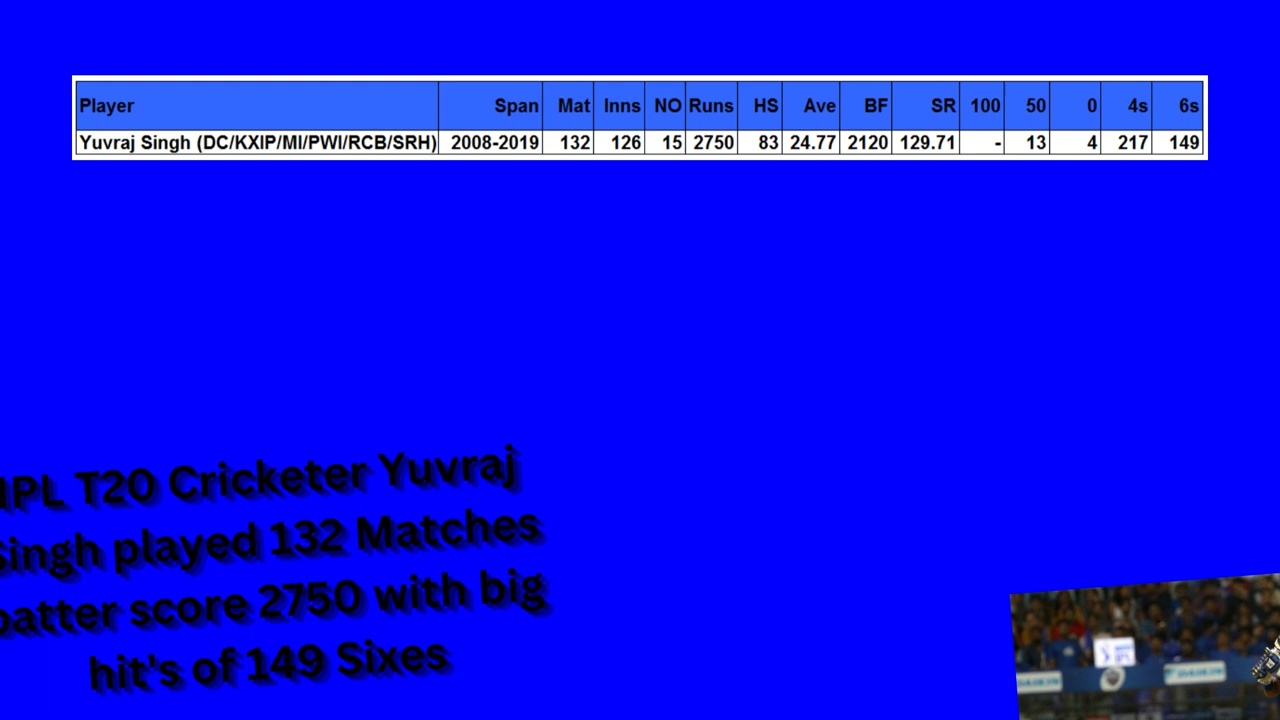 Player Span Mat Inns NO Runs HS Ave BF SR 100 50 0 4s 6s
Yuvraj Singh (DC/KXIP/MI/PWI/RCB/SRH) 2008-2019 132 126 15 2750 83 24.77 2120 129.71 - 13 4 217 149
IPL T20 Cricketer Yuvraj
Singh played 132 Matches
batter score 2750 with big
hit's of 149 Sixes